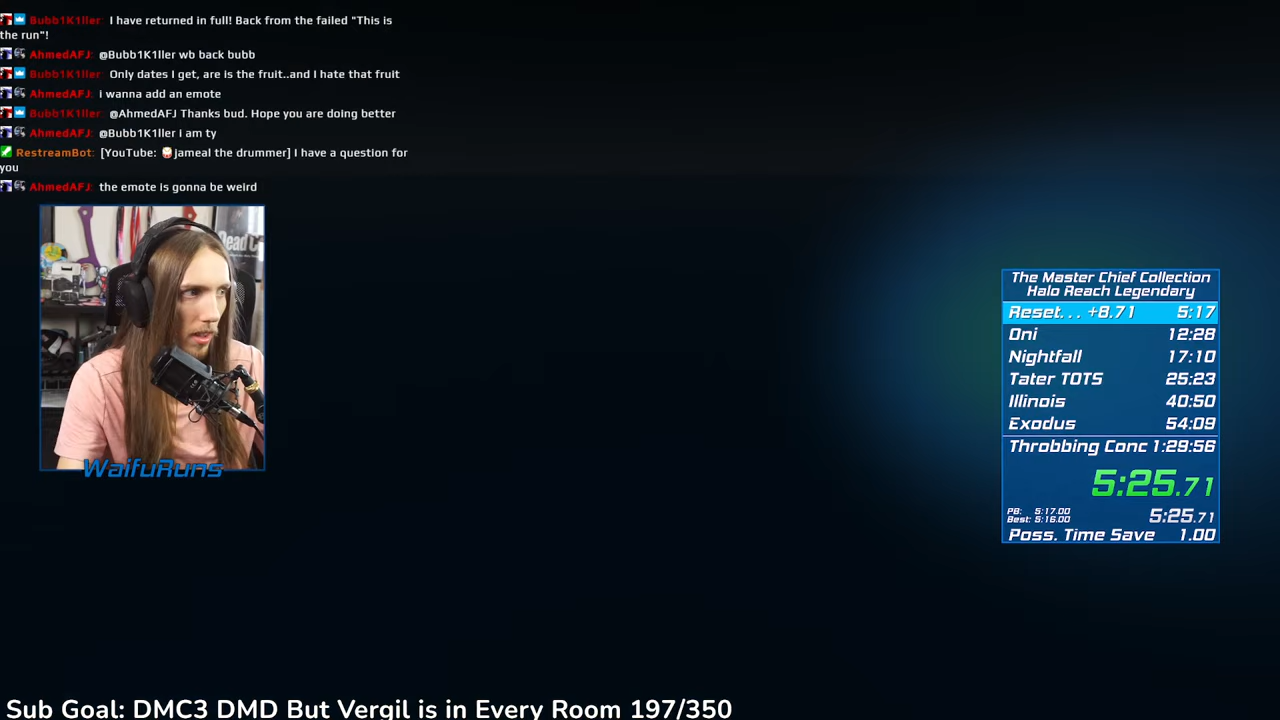 Bubb1K1ller: I have returned in full! Back from the failed "This is
the run"!
AhmedAFJ: @Bubb1K1ller wb back bubb
Bubb1K1ller: Only dates I get, are is the fruit..and I hate that fruit
AhmedAFJ: i wanna add an emote
Bubb1K1ller: @AhmedAFJ Thanks bud. Hope you are doing better
AhmedAFJ: @Bubb1K1ller i am ty
RestreamBot: [YouTube: jameal the drummer] I have a question for
you
AhmedAFJ: the emote is gonna be weird
WaifuRuns
The Master Chief Collection
Halo Reach Legendary
Reset... +8.71 5:17
Oni 12:28
Nightfall 17:10
Tater TOTS 25:23
Illinois 40:50
Exodus 54:09
Throbbing Conc 1:29:56
5:25.71
PB: 5:17.00
Best: 5:16.00 5:25.71
Poss. Time Save 1.00
Sub Goal: DMC3 DMD But Vergil is in Every Room 197/350